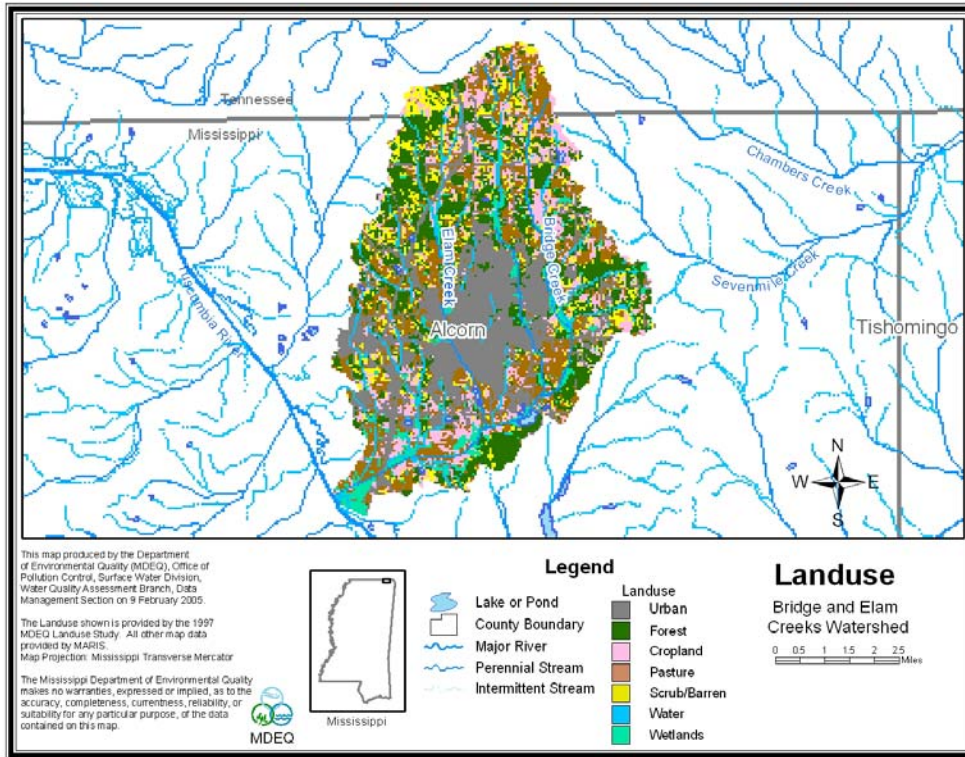 Tennessee
Mississippi
Chambers Creek
Elam Creek
Bridge Creek
Sevenmile Creek
Tuscumbia River
Alcorn
Tishomingo
N
W E
S
This map produced by the Department
of Environmental Quality (MDEQ), Office of
Pollution Control, Surface Water Division,
Water Quality Assessment Branch, Data
Management Section on 9 February 2005.
The Landuse shown is provided by the 1997
MDEQ Landuse Study. All other map data
provided by MARIS.
Map Projection: Mississippi Transverse Mercator
The Mississippi Department of Environmental Quality
makes no warranties, expressed or implied, as to the
accuracy, completeness, currentness, reliability, or
suitability for any particular purpose, of the data
contained on this map.
MDEQ
Mississippi
Legend
Lake or Pond
County Boundary
Major River
Perennial Stream
Intermittent Stream
Landuse
Urban
Forest
Cropland
Pasture
Scrub/Barren
Water
Wetlands
Landuse
Bridge and Elam
Creeks Watershed
0 0.5 1 1.5 2 2.5
Miles